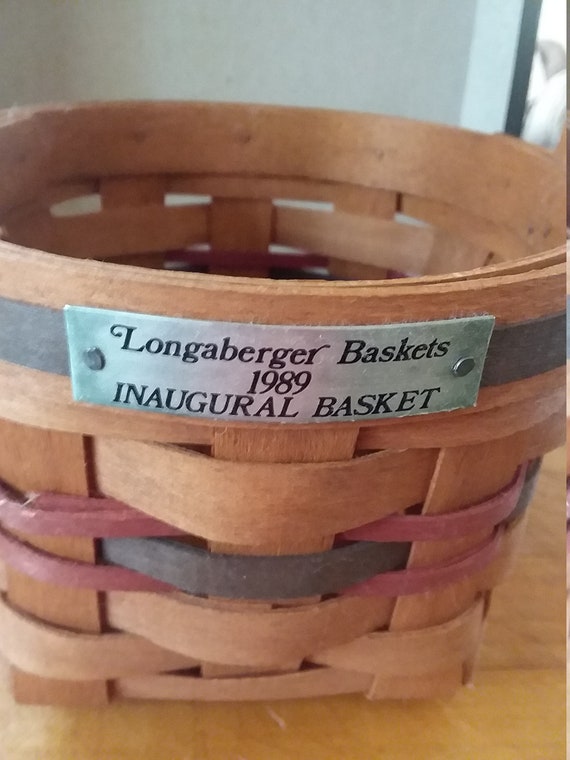 Longaberger Baskets
1989
INAUGURAL BASKET